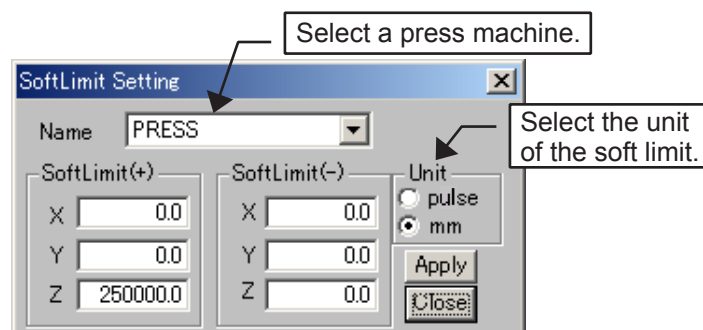 Select a press machine.
SoftLimit Setting
Name PRESS
Select the unit
of the soft limit.
SoftLimit(+) SoftLimit(-) Unit
X 0.0 X 0.0 pulse
mm
Y 0.0 Y 0.0 Apply
Z 250000.0 Z 0.0 Close